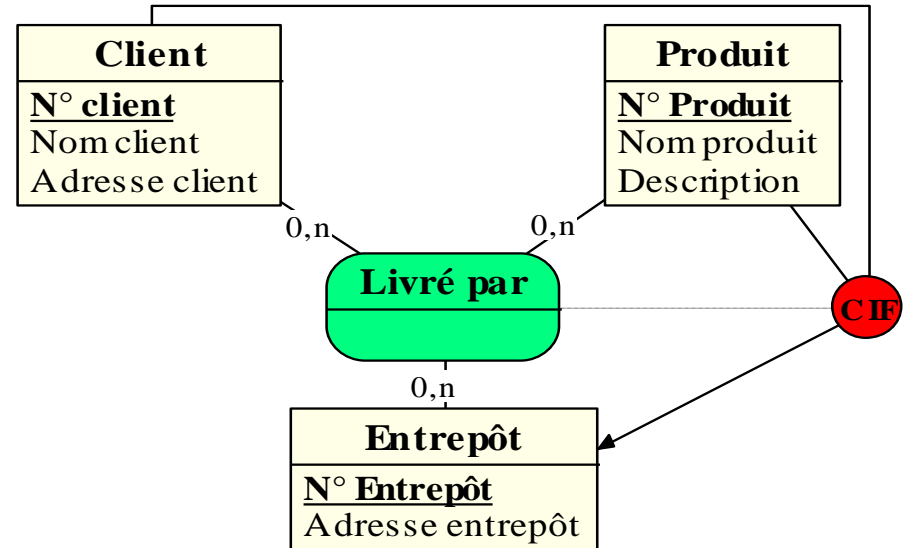 Client
N° client
Nom client
Adresse client
Produit
N° Produit
Nom produit
Description
0,n
0,n
Livré par
CIF
0,n
Entrepôt
N° Entrepôt
Adresse entrepôt